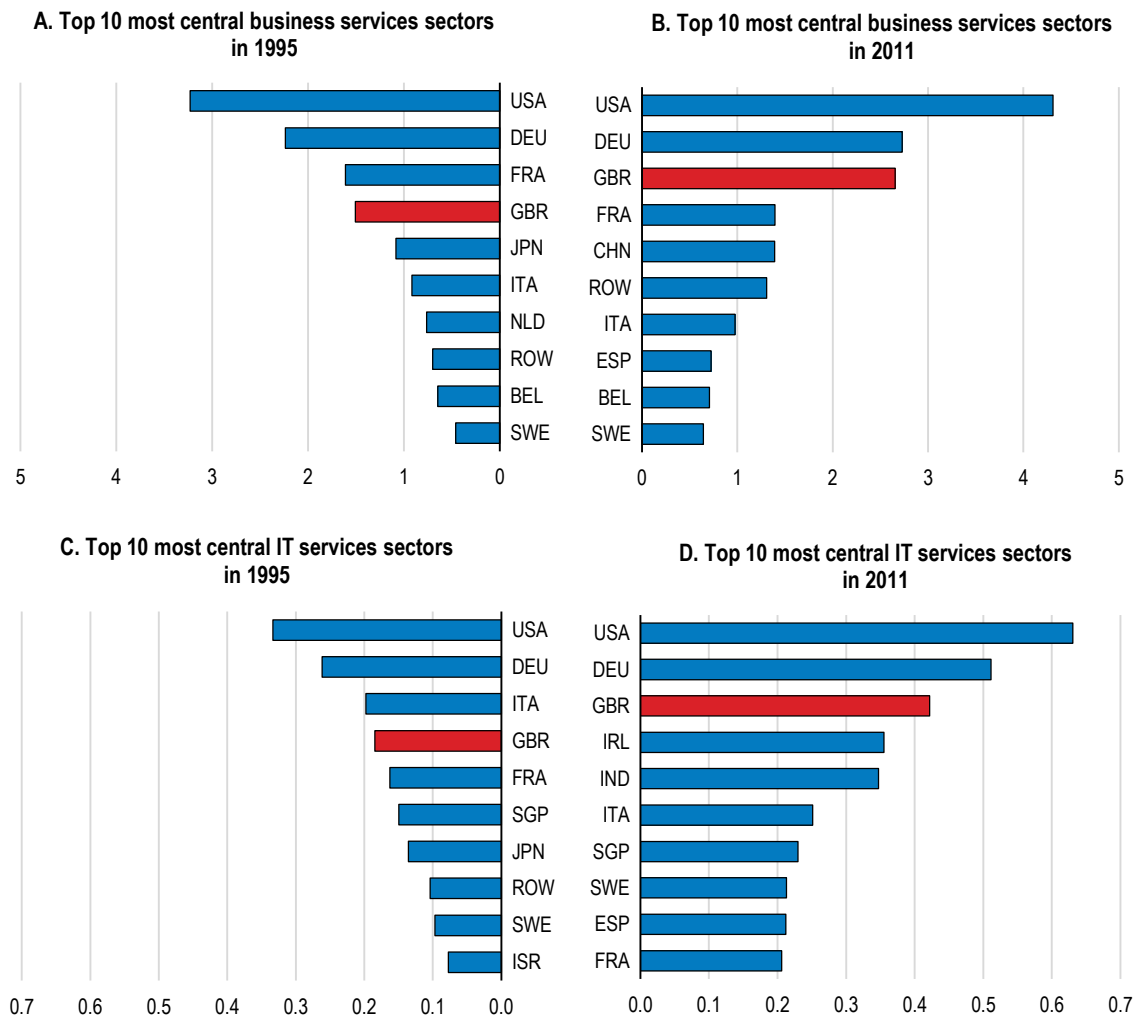 A. Top 10 most central business services sectors
in 1995
USA
DEU
FRA
GBR
JPN
ITA
NLD
ROW
BEL
SWE
5 4 3 2 1 0
B. Top 10 most central business services sectors
in 2011
USA
DEU
GBR
FRA
CHN
ROW
ITA
ESP
BEL
SWE
0 1 2 3 4 5
C. Top 10 most central IT services sectors
in 1995
USA
DEU
ITA
GBR
FRA
SGP
JPN
ROW
SWE
ISR
0.7 0.6 0.5 0.4 0.3 0.2 0.1 0.0
D. Top 10 most central IT services sectors
in 2011
USA
DEU
GBR
IRL
IND
ITA
SGP
SWE
ESP
FRA
0.0 0.1 0.2 0.3 0.4 0.5 0.6 0.7